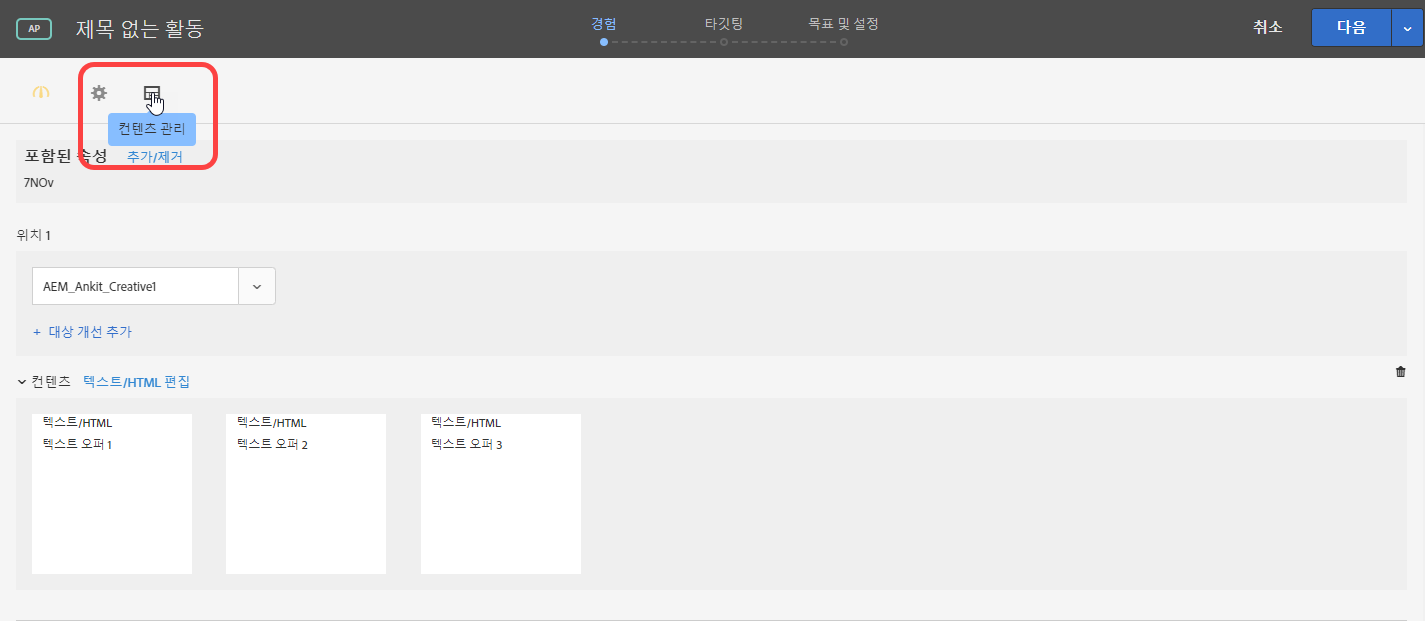 AP 제목 없는 활동 경험 타깃팅 목표 및 설정 취소 다음
컨텐츠 관리
포함된 속성 추가/제거
7NOv
위치 1
AEM_Ankit_Creative1
+ 대상 개선 추가
컨텐츠 텍스트/HTML 편집
텍스트/HTML 텍스트/HTML 텍스트/HTML
텍스트 오퍼 1 텍스트 오퍼 2 텍스트 오퍼 3